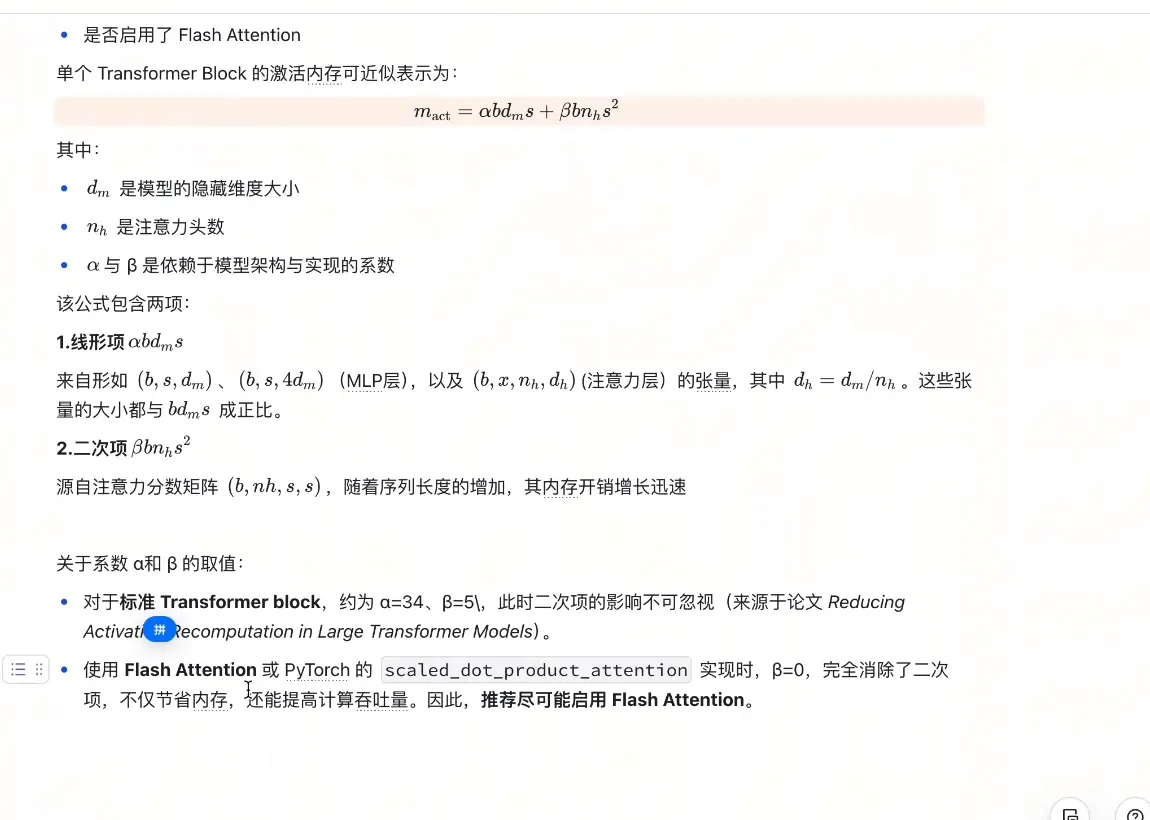 是否启用了 Flash Attention
单个 Transformer Block 的激活内存可近似表示为：
m_act = αbd_m s + βbn_h s²
其中：
d_m 是模型的隐藏维度大小
n_h 是注意力头数
α 与 β 是依赖于模型架构与实现的系数
该公式包含两项：
1.线形项 αbd_m s
来自形如 (b, s, d_m) 、 (b, s, 4d_m) （MLP层），以及 (b, x, n_h, d_h) (注意力层）的张量，其中 d_h = d_m/n_h 。这些张
量的大小都与 bd_m s 成正比。
2.二次项 βbn_h s²
源自注意力分数矩阵 (b, nh, s, s) ，随着序列长度的增加，其内存开销增长迅速
关于系数 α和 β 的取值：
对于标准 Transformer block，约为 α=34、β=5\，此时二次项的影响不可忽视（来源于论文 Reducing
Activati Recomputation in Large Transformer Models）。
拼
使用 Flash Attention 或 PyTorch 的 scaled_dot_product_attention 实现时，β=0，完全消除了二次
项，不仅节省内存，还能提高计算吞吐量。因此，推荐尽可能启用 Flash Attention。